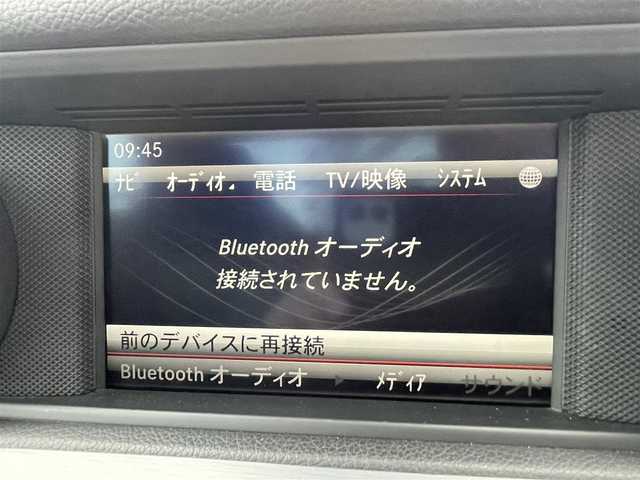 09:45
ﾅﾋﾞ ｵｰﾃﾞｨｵ 電話 TV/映像 ｼｽﾃﾑ
Bluetooth オーディオ
接続されていません。
前のデバイスに再接続
Bluetooth オーディオ ﾒﾃﾞｨｱ サウンド